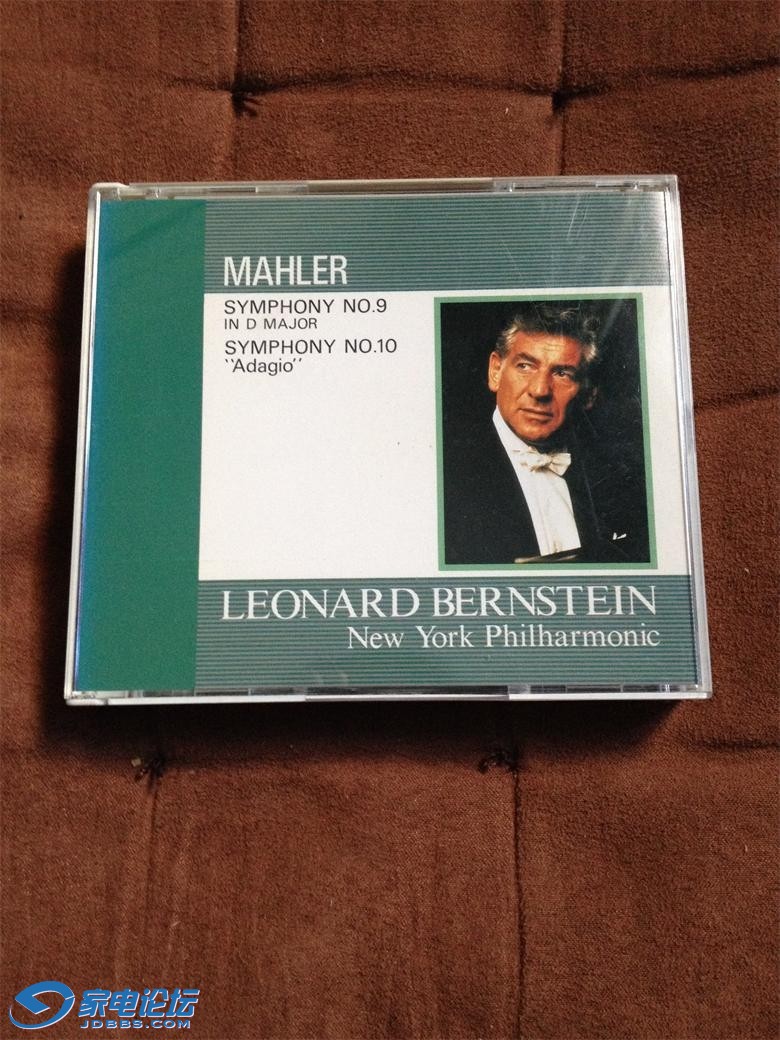 MAHLER
SYMPHONY NO.9
IN D MAJOR
SYMPHONY NO.10
``Adagio''
LEONARD BERNSTEIN
New York Philharmonic
家电论坛
JDBBS.COM